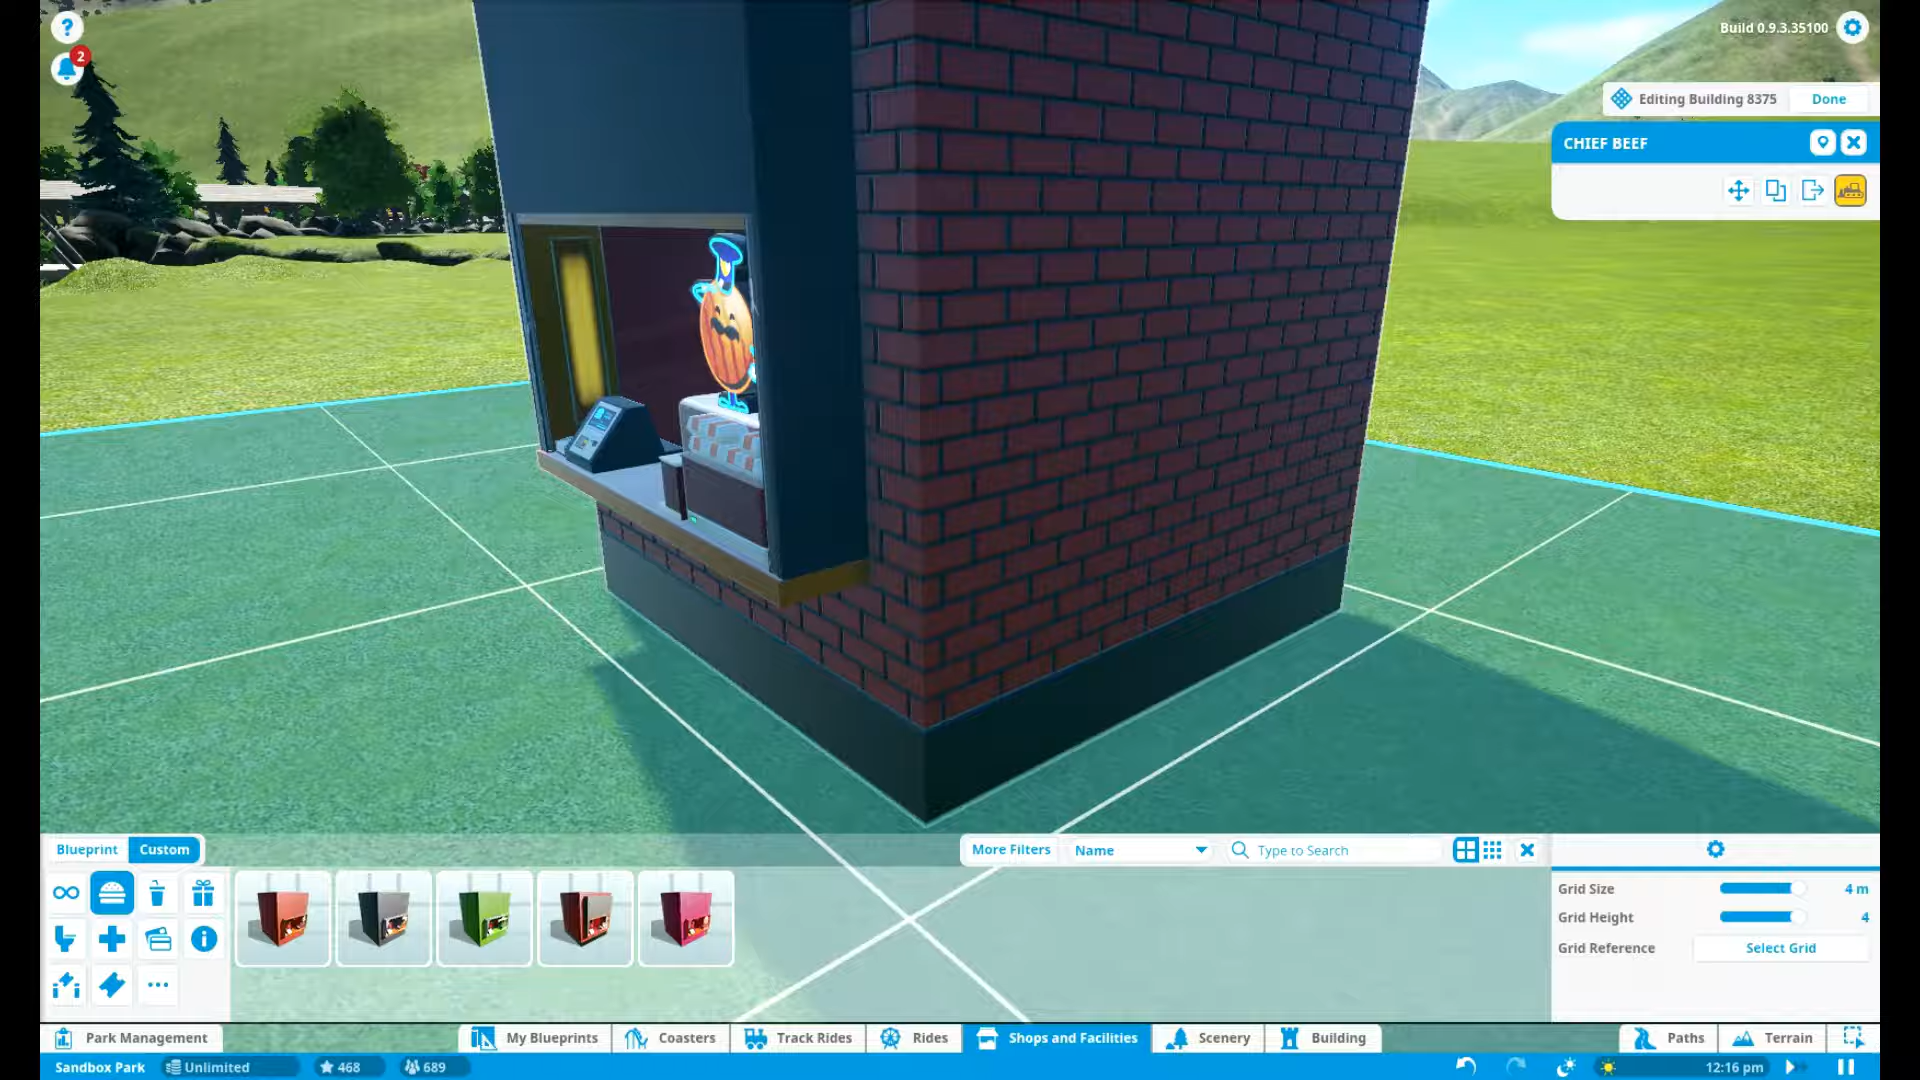 ?
2
Build 0.9.3.35100
Editing Building 8375
Done
CHIEF BEEF
Blueprint
Custom
More Filters
Name
Type to Search
Grid Size
4 m
Grid Height
4
Grid Reference
Select Grid
Park Management
My Blueprints
Coasters
Track Rides
Rides
Shops and Facilities
Scenery
Building
Paths
Terrain
Sandbox Park
Unlimited
468
689
12:16 pm